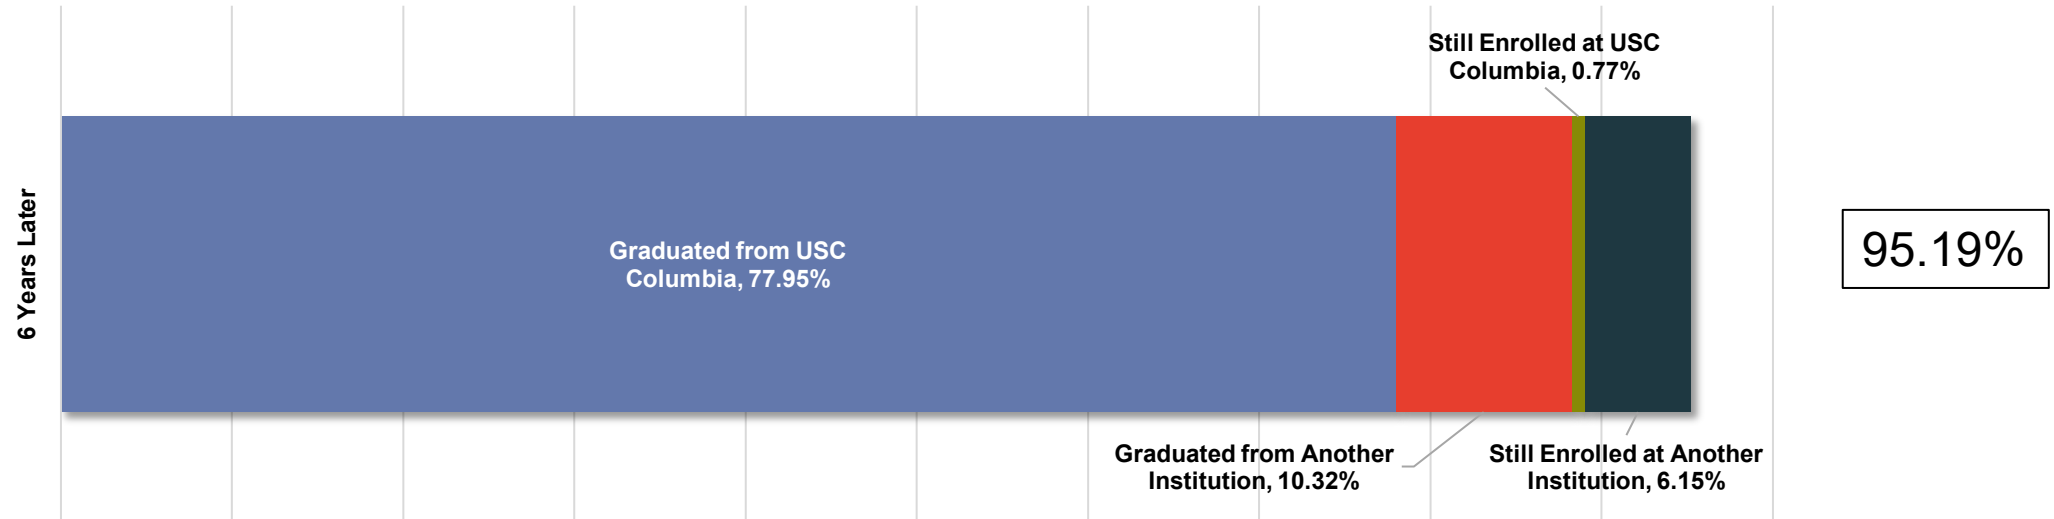 Still Enrolled at USC
Columbia, 0.77%
6 Years Later
Graduated from USC
Columbia, 77.95%
95.19%
Graduated from Another
Institution, 10.32%
Still Enrolled at Another
Institution, 6.15%